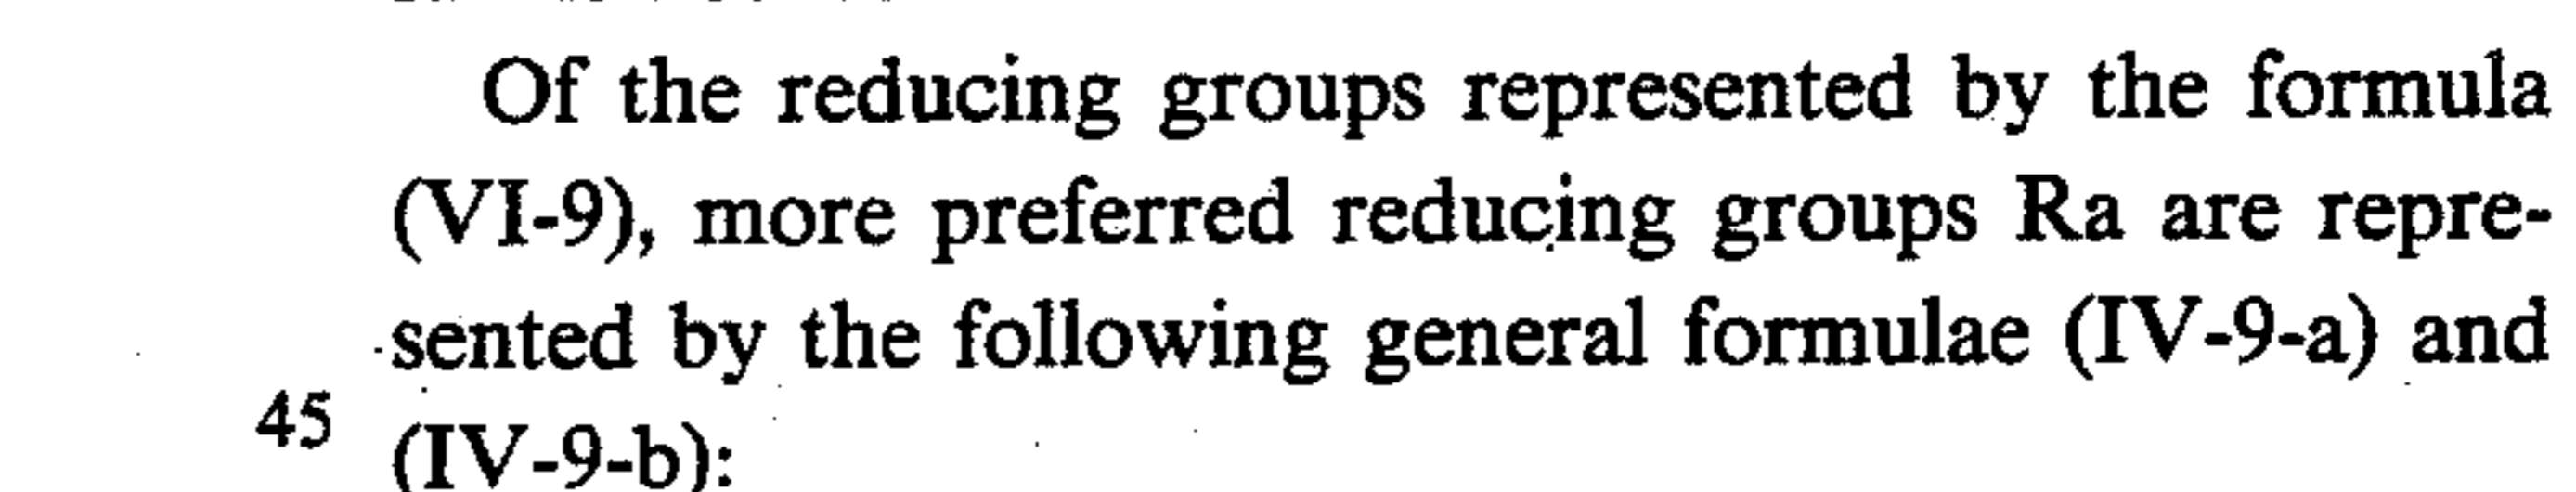 Of the reducing groups represented by the formula
(VI-9), more preferred reducing groups Ra are repre-
sented by the following general formulae (IV-9-a) and
45
(IV-9-b):